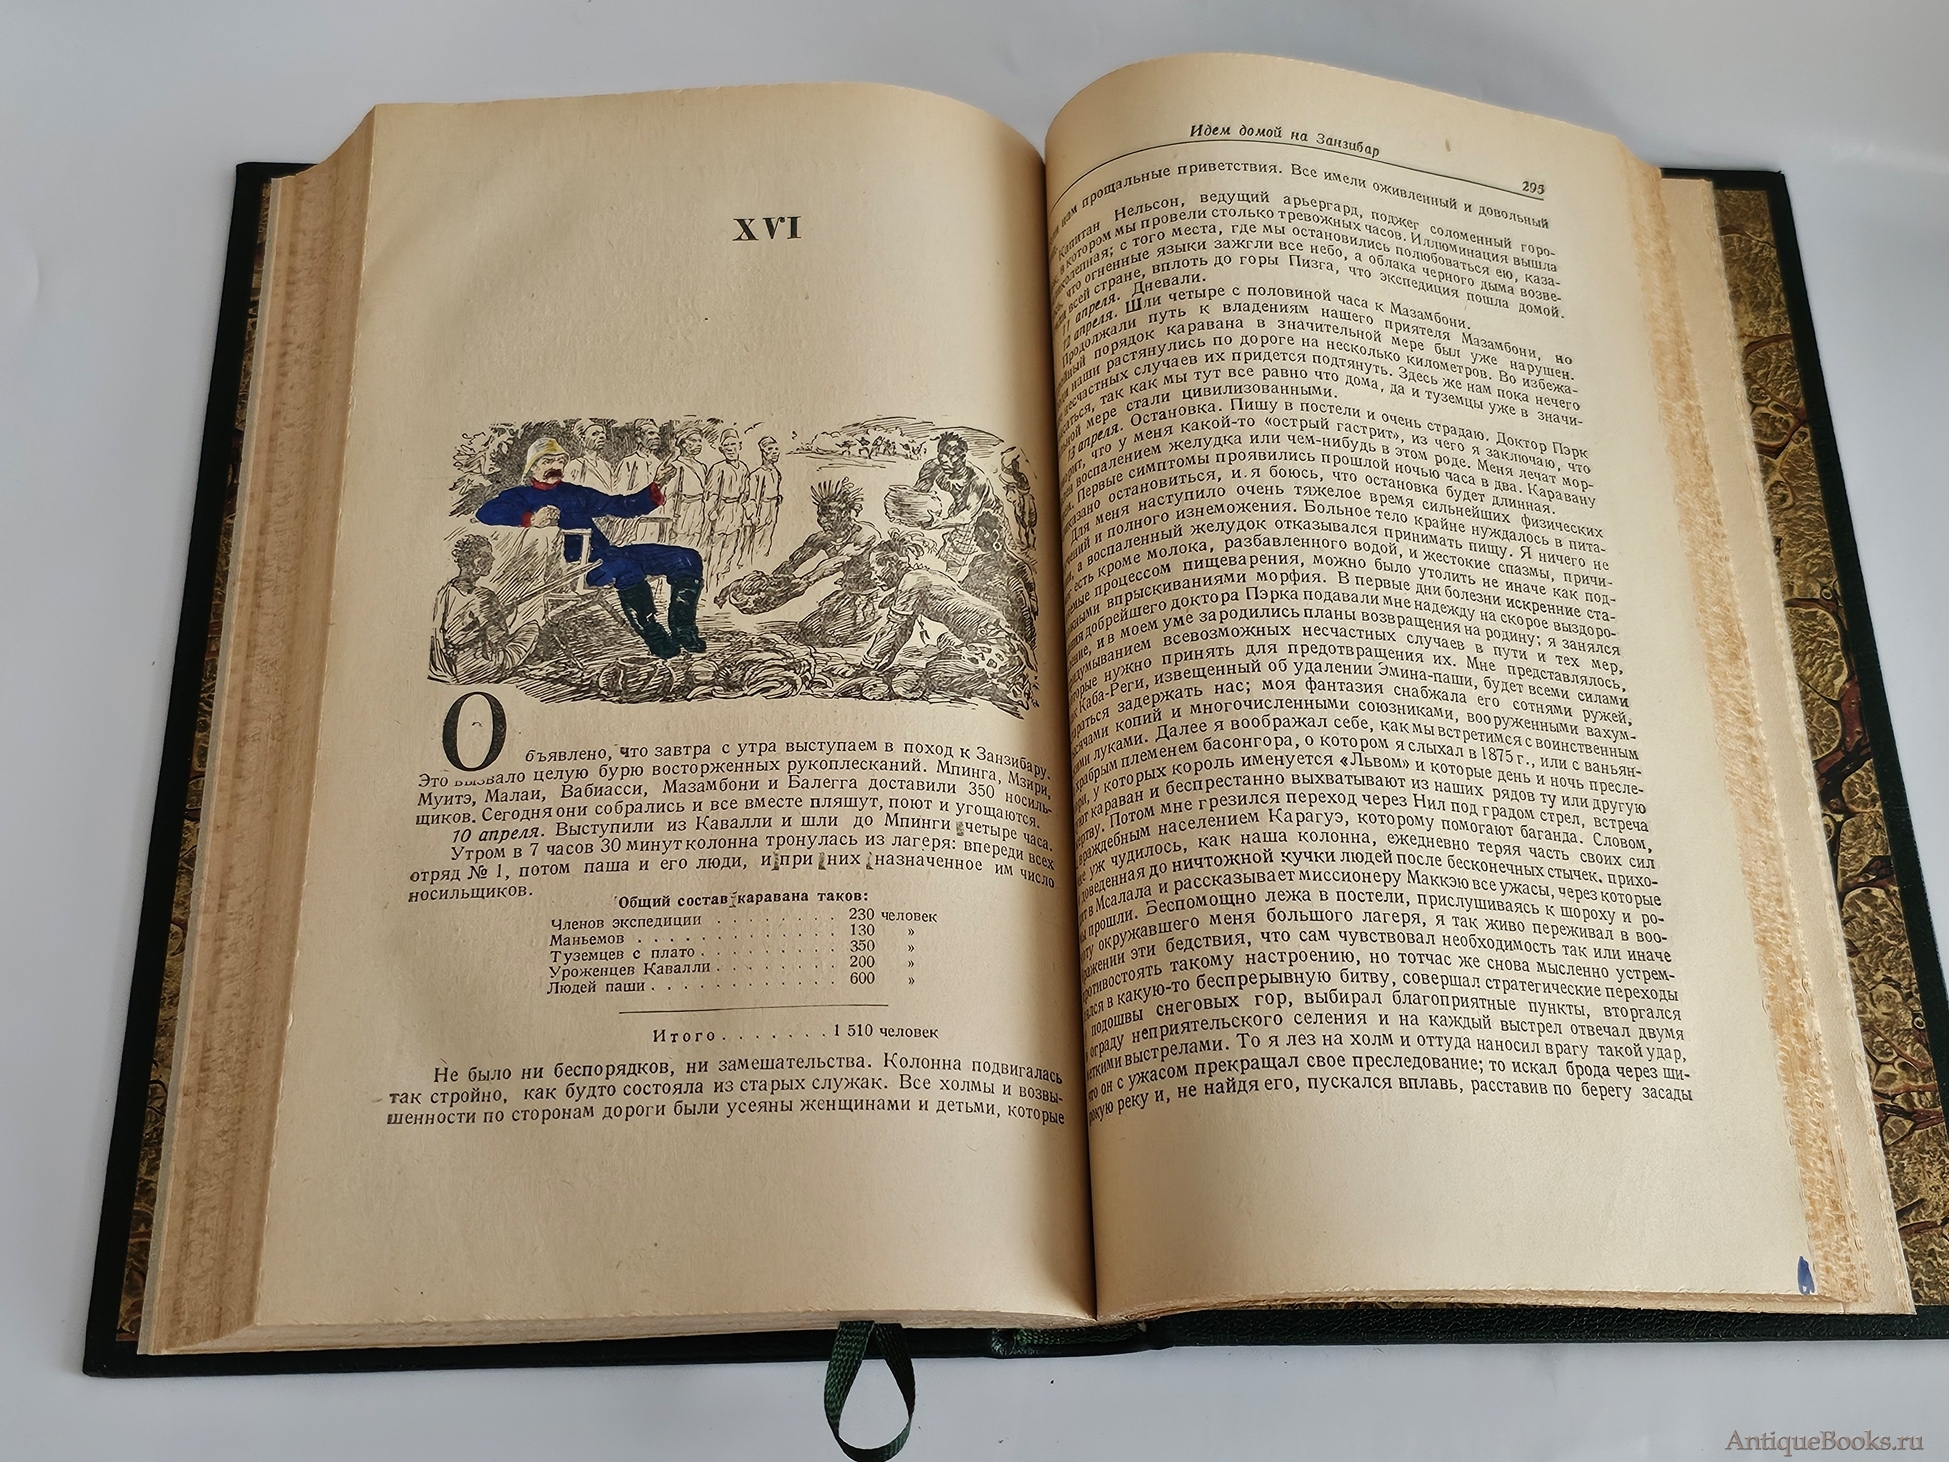 XVI
Объявлено, что завтра с утра выступаем в поход к Занзибару.
Это вызвало целую бурю восторженных рукоплесканий. Мпинга, Мзири,
Муитэ, Малаи, Вабиасси, Мазамбони и Балегга доставили 350 носиль-
щиков. Сегодня они собрались и все вместе пляшут, поют и угощаются.
10 апреля. Выступили из Кавалли и шли до Мпинги четыре часа.
Утром в 7 часов 30 минут колонна тронулась из лагеря: впереди всех
отряд № 1, потом паша и его люди, и при них назначенное им число
носильщиков.
Общий состав каравана таков:
Членов экспедиции . . . . . . . . 230 человек
Маньемов . . . . . . . . . . . . . 130 »
Туземцев с плато . . . . . . . . . 350 »
Уроженцев Кавалли . . . . . . . . 200 »
Людей паши . . . . . . . . . . . . 600 »
Итого . . . . . . . 1 510 человек
Не было ни беспорядков, ни замешательства. Колонна подвигалась
так стройно, как будто состояла из старых служак. Все холмы и возвы-
шенности по сторонам дороги были усеяны женщинами и детьми, которые
Идем домой на Занзибар
295
нам прощальные приветствия. Все имели оживленный и довольный
Капитан Нельсон, ведущий арьергард, поджег соломенный горо-
в котором мы провели столько тревожных часов. Иллюминация вышла
с того места, где мы остановились полюбоваться ею, каза-
что огненные языки зажгли все небо, а облака черного дыма возве-
всей стране, вплоть до горы Пизга, что экспедиция пошла домой.
11 апреля. Дневали.
12 апреля. Шли четыре с половиной часа к Мазамбони.
Продолжали путь к владениям нашего приятеля Мазамбони, но
порядок каравана в значительной мере был уже нарушен.
наши растянулись по дороге на несколько километров. Во избежа-
несчастных случаев их придется подтянуть. Здесь же нам пока нечего
так как мы тут все равно что дома, да и туземцы уже в значи-
мере стали цивилизованными.
13 апреля. Остановка. Пишу в постели и очень страдаю. Доктор Пэрк
что у меня какой-то «острый гастрит», из чего я заключаю, что
воспалением желудка или чем-нибудь в этом роде. Меня лечат мор-
Первые симптомы проявились прошлой ночью часа в два. Каравану
остановиться, и я боюсь, что остановка будет длинная.
Для меня наступило очень тяжелое время сильнейших физических
и полного изнеможения. Больное тело крайне нуждалось в пита-
а воспаленный желудок отказывался принимать пищу. Я ничего не
есть кроме молока, разбавленного водой, и жестокие спазмы, причи-
процессом пищеварения, можно было утолить не иначе как под-
впрыскиваниями морфия. В первые дни болезни искренние ста-
добрейшего доктора Пэрка подавали мне надежду на скорое выздоро-
и в моем уме зародились планы возвращения на родину; я занялся
всевозможных несчастных случаев в пути и тех мер,
нужно принять для предотвращения их. Мне представлялось,
Каба-Реги, извещенный об удалении Эмина-паши, будет всеми силами
задержать нас; моя фантазия снабжала его сотнями ружей,
копий и многочисленными союзниками, вооруженными вахум-
луками. Далее я воображал себе, как мы встретимся с воинственным
храбрым племенем басонгора, о котором я слыхал в 1875 г., или с ваньян-
у которых король именуется «Львом» и которые день и ночь пресле-
караван и беспрестанно выхватывают из наших рядов ту или другую
Потом мне грезился переход через Нил под градом стрел, встреча
враждебным населением Карагуэ, которому помогают баганда. Словом,
уж чудилось, как наша колонна, ежедневно теряя часть своих сил
доведенная до ничтожной кучки людей после бесконечных стычек, прихо-
в Мсалала и рассказывает миссионеру Маккэю все ужасы, через которые
прошли. Беспомощно лежа в постели, прислушиваясь к шороху и ро-
окружавшего меня большого лагеря, я так живо переживал в воо-
эти бедствия, что сам чувствовал необходимость так или иначе
противостоять такому настроению, но тотчас же снова мысленно устрем-
в какую-то беспрерывную битву, совершал стратегические переходы
подошвы снеговых гор, выбирал благоприятные пункты, вторгался
ограду неприятельского селения и на каждый выстрел отвечал двумя
выстрелами. То я лез на холм и оттуда наносил врагу такой удар,
что он с ужасом прекращал свое преследование; то искал брода через ши-
рокую реку и, не найдя его, пускался вплавь, расставив по берегу засады
AntiqueBooks.ru